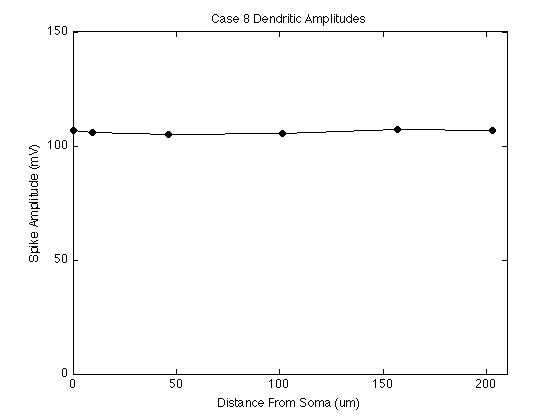 Case 8 Dendritic Amplitudes
150
100
50
0
Spike Amplitude (mV)
0 50 100 150 200
Distance From Soma (um)